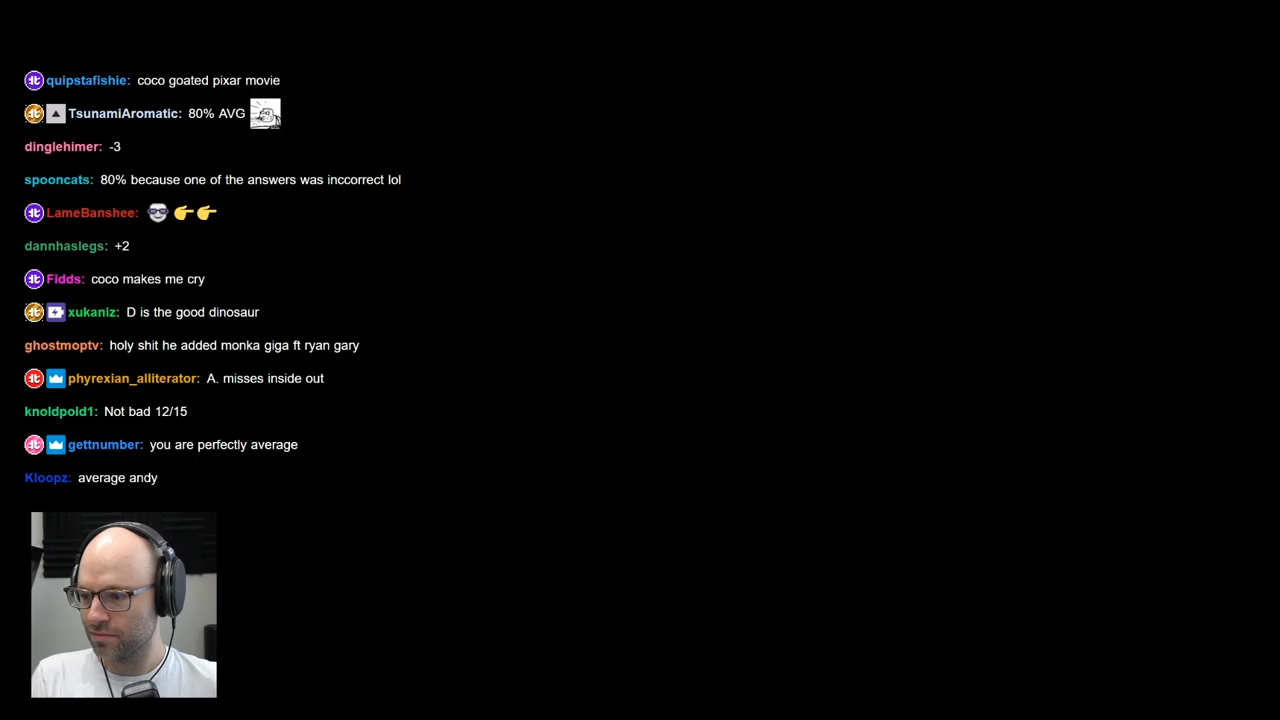 quipstafishie: coco goated pixar movie
TsunamiAromatic: 80% AVG
dinglehimer: -3
spooncats: 80% because one of the answers was inccorrect lol
LameBanshee:
dannhaslegs: +2
Fidds: coco makes me cry
xukaniz: D is the good dinosaur
ghostmoptv: holy shit he added monka giga ft ryan gary
phyrexian_alliterator: A. misses inside out
knoldpold1: Not bad 12/15
gettnumber: you are perfectly average
Kloopz: average andy